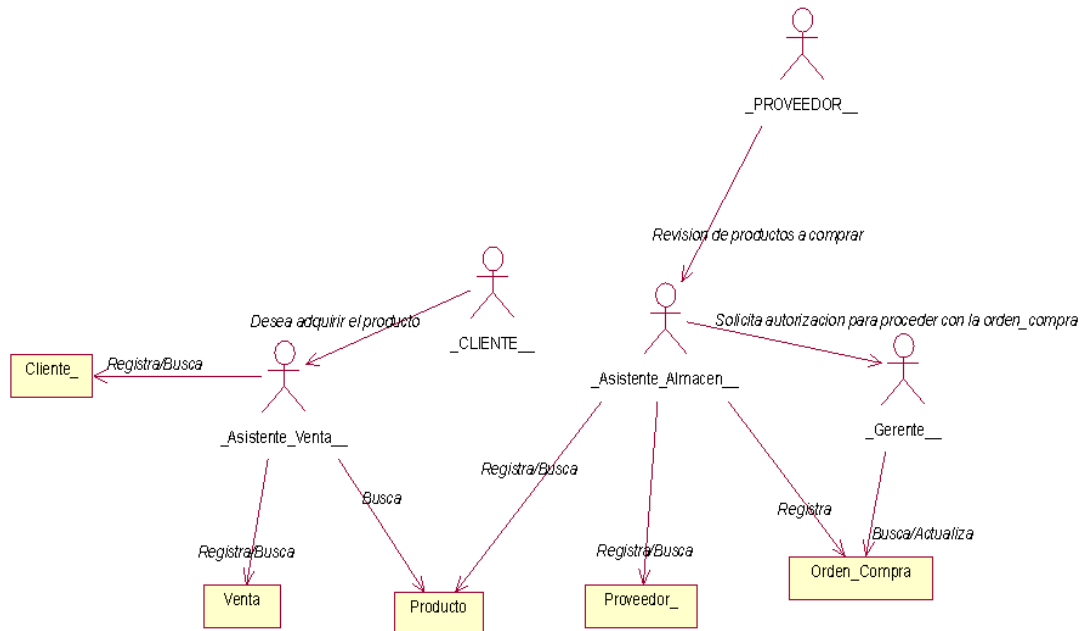 _PROVEEDOR__
Revision de productos a comprar
Desea adquirir el producto
Solicita autorizacion para proceder con la orden_compra
_CLIENTE__
Cliente_
Registra/Busca
_Asistente_Almacen__
_Asistente_Venta__
_Gerente__
Registra/Busca
Busca
Registra
Busca/Actualiza
Registra/Busca
Registra/Busca
Orden_Compra
Venta
Producto
Proveedor_